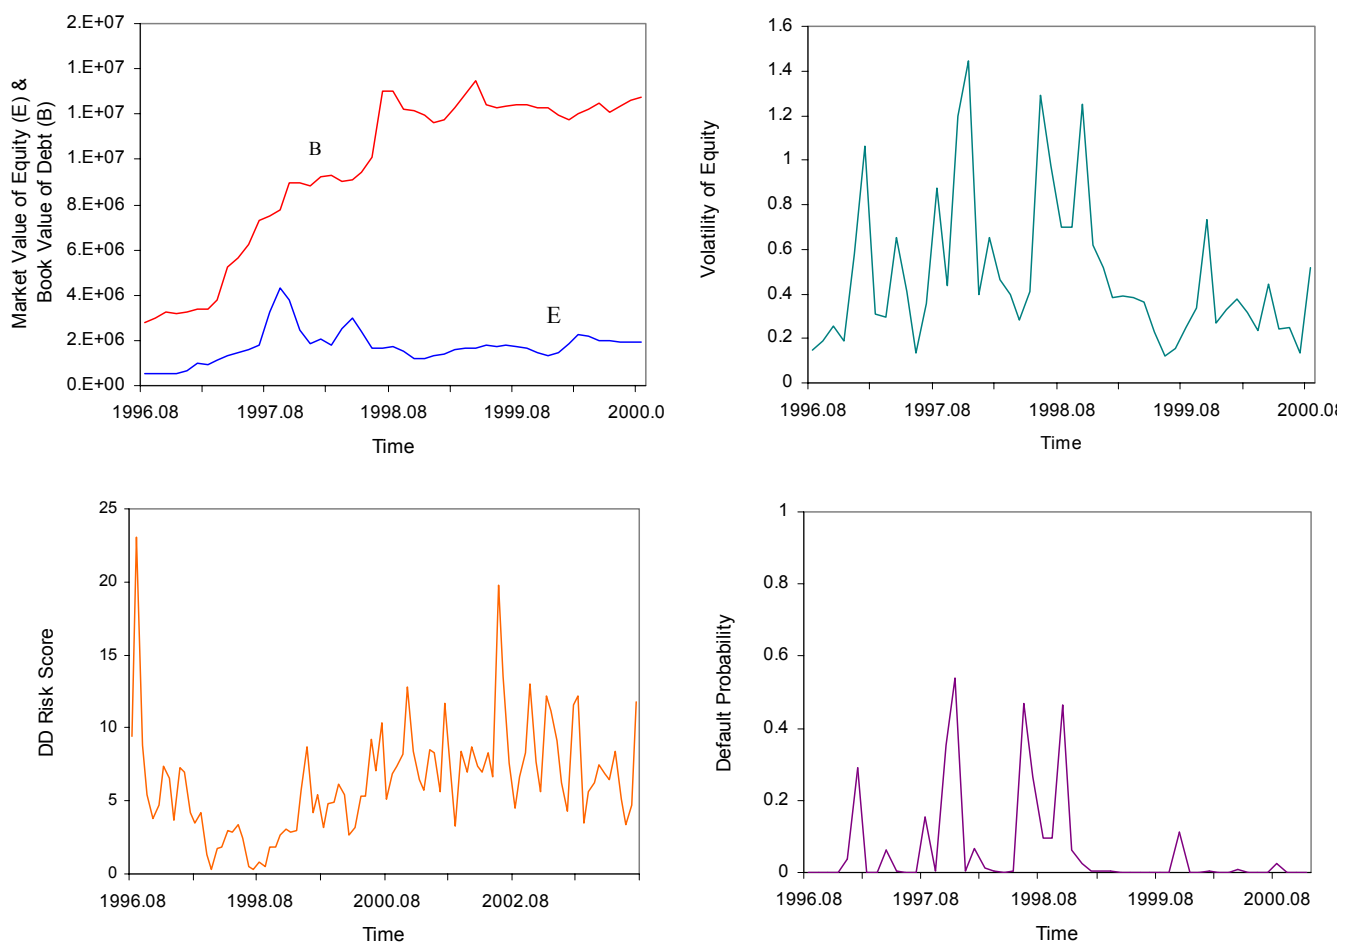 Market Value of Equity (E) &
Book Value of Debt (B)
2.E+07
1.E+07
1.E+07
1.E+07
8.E+06
6.E+06
4.E+06
2.E+06
0.E+00
B
E
1996.08 1997.08 1998.08 1999.08 2000.0
Time
Volatility of Equity
1.6
1.4
1.2
1
0.8
0.6
0.4
0.2
0
1996.08 1997.08 1998.08 1999.08 2000.08
Time
DD Risk Score
25
20
15
10
5
0
1996.08 1998.08 2000.08 2002.08
Time
Default Probability
1
0.8
0.6
0.4
0.2
0
1996.08 1997.08 1998.08 1999.08 2000.08
Time